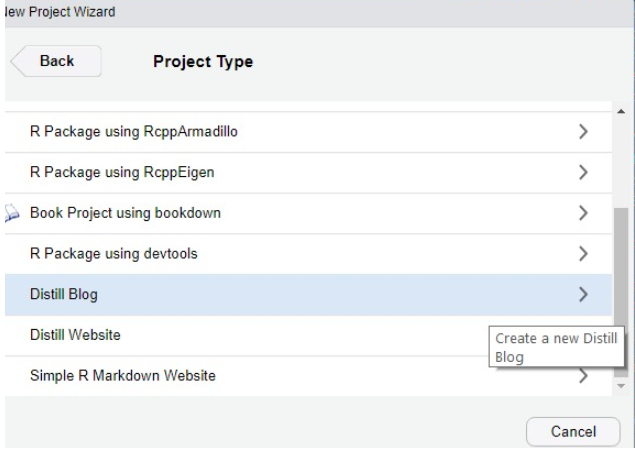 New Project Wizard
Back
Project Type
R Package using RcppArmadillo
R Package using RcppEigen
Book Project using bookdown
R Package using devtools
Distill Blog
Distill Website
Create a new Distill
Blog
Simple R Markdown Website
Cancel